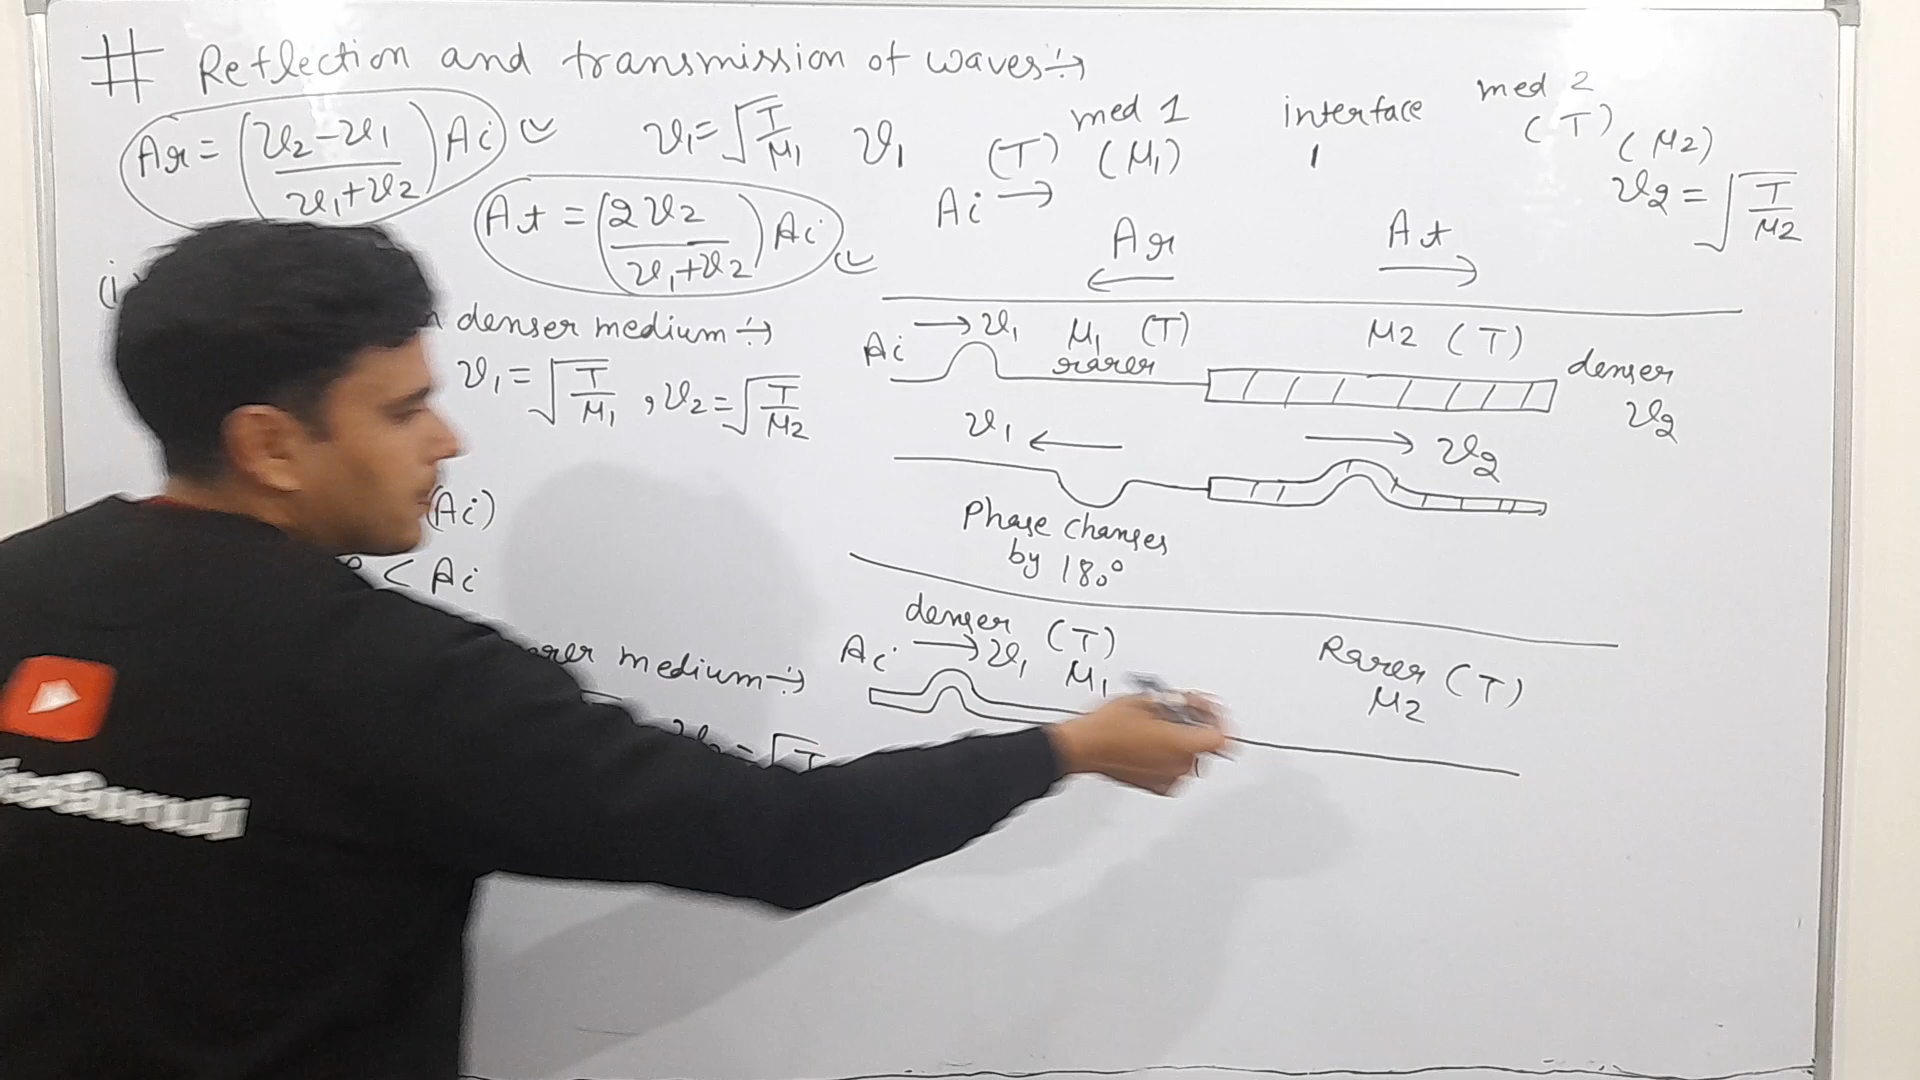 # Reflection and transmission of waves :→
Ar = (v2 - v1 / v1 + v2) Ai
v1 = √(T/μ1) v1
At = (2v2 / v1 + v2) Ai
med 1
(T) (μ1)
Ai →
Ar
←
interface
med 2
(T) (μ2)
v2 = √(T/μ2)
At
→
denser medium :→
v1 = √(T/μ1) , v2 = √(T/μ2)
(Ai)
< Ai
medium :→
Ai → v1 μ1 (T)
rarer
μ2 (T)
denser
v2
v1 ←
→ v2
Phase changes
by 180°
denser (T)
Ai → v1 μ1
Rarer (T)
μ2